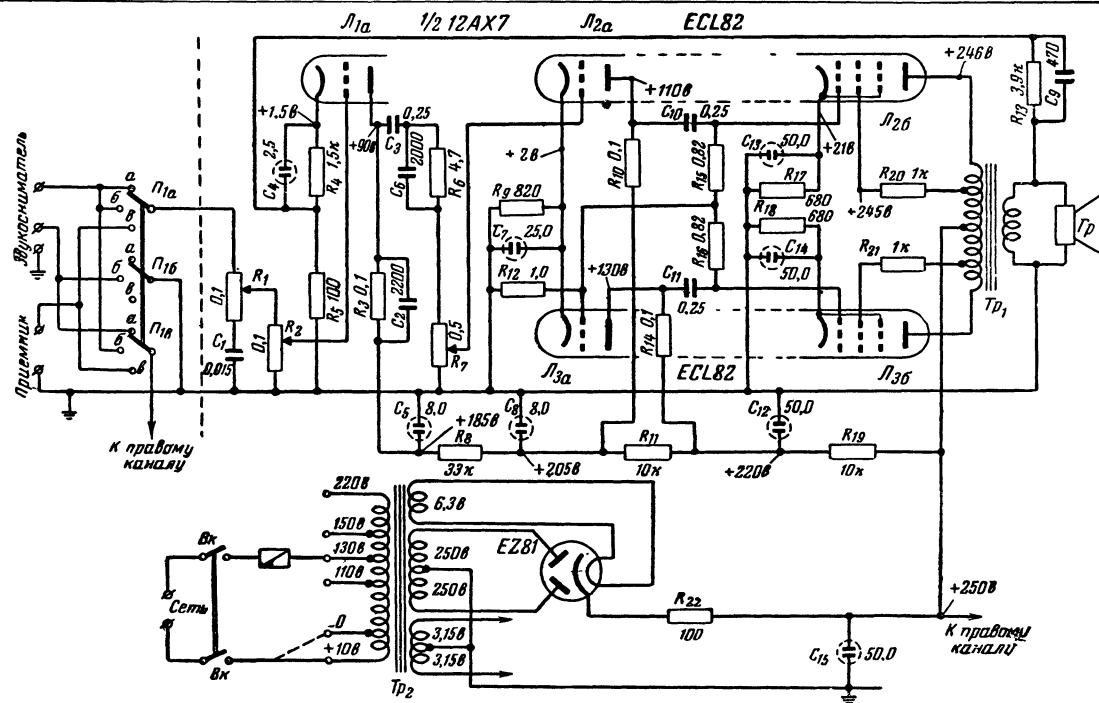 Л1а
½ 12AX7
Л2а
ECL82
+1,5в
+90в
0,25
C3
C4
2,5
R4 1,5к
2000
C6
R6 4,7
+110в
C10
0,25
+2в
R9 820
C7
25,0
R12 1,0
R10 0,1
R15 0,82
R16 0,82
C13
50,0
+21в
R17
680
R18
680
C14
50,0
Л2б
+246в
R20 1к
+245в
R21 1к
R13 3,9к
470
C9
Гр
Тр1
Звукосниматель
Приемник
а
б
в
П1а
а
б
в
П1б
а
б
в
П1в
R1
0,1
C1
0,015
R2
0,1
R5 100
R3 0,1
C2
2200
0,5
R7
+130в
C11
0,25
R14 0,1
Л3а
ECL82
Л3б
К правому
каналу
C5
8,0
+185в
R8
33к
C8
8,0
+205в
R11
10к
C12
50,0
+220в
R19
10к
220в
150в
130в
110в
0
+10в
Вк
Сеть
Вк
6,3в
250в
250в
3,15в
3,15в
Тр2
EZ81
R22
100
C15
50,0
+250в
К правому
каналу